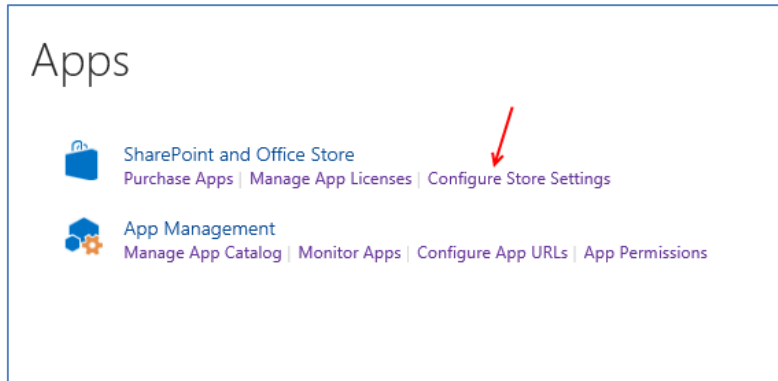 Apps
SharePoint and Office Store
Purchase Apps | Manage App Licenses | Configure Store Settings
App Management
Manage App Catalog | Monitor Apps | Configure App URLs | App Permissions